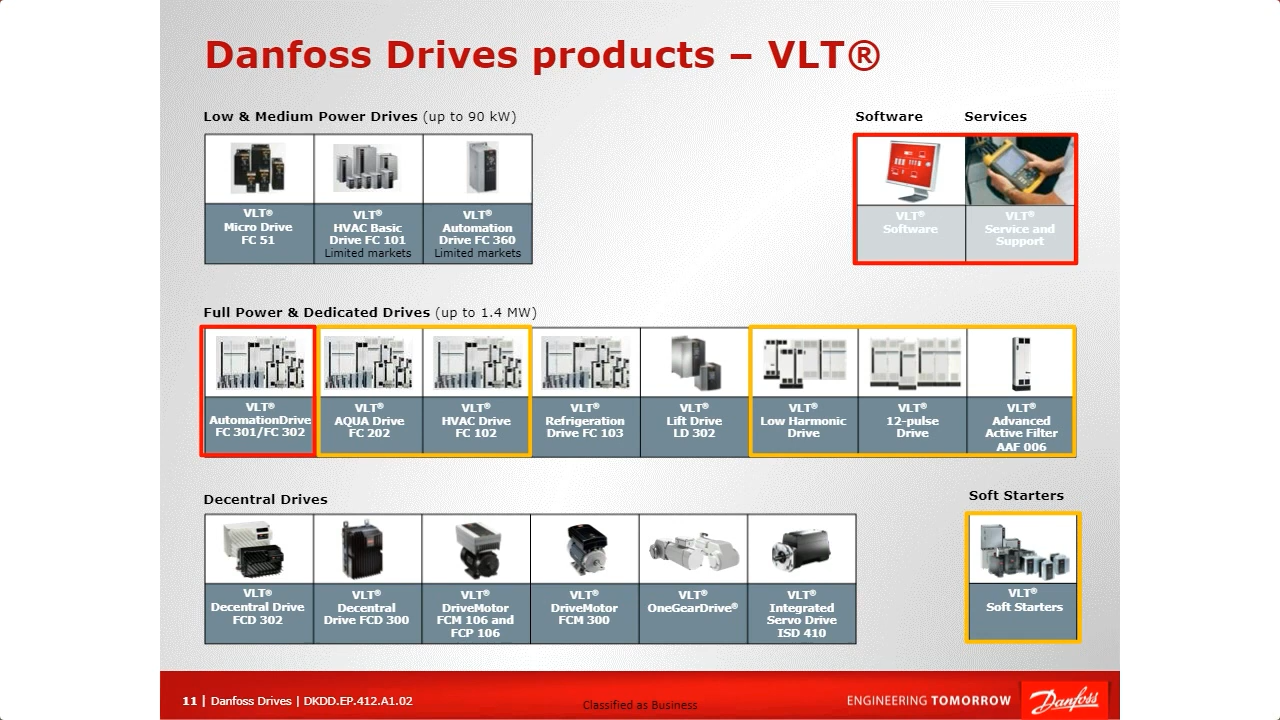 Danfoss Drives products – VLT®
Low & Medium Power Drives (up to 90 kW)
VLT®
Micro Drive
FC 51
VLT®
HVAC Basic
Drive FC 101
Limited markets
VLT®
Automation
Drive FC 360
Limited markets
Software
Services
VLT®
Software
VLT®
Service and
Support
Full Power & Dedicated Drives (up to 1.4 MW)
VLT®
AutomationDrive
FC 301/FC 302
VLT®
AQUA Drive
FC 202
VLT®
HVAC Drive
FC 102
VLT®
Refrigeration
Drive FC 103
VLT®
Lift Drive
LD 302
VLT®
Low Harmonic
Drive
VLT®
12-pulse
Drive
VLT®
Advanced
Active Filter
AAF 006
Decentral Drives
VLT®
Decentral Drive
FCD 302
VLT®
Decentral
Drive FCD 300
VLT®
DriveMotor
FCM 106 and
FCP 106
VLT®
DriveMotor
FCM 300
VLT®
OneGearDrive®
VLT®
Integrated
Servo Drive
ISD 410
Soft Starters
VLT®
Soft Starters
11 | Danfoss Drives | DKDD.EP.412.A1.02
Classified as Business
ENGINEERING TOMORROW
Danfoss